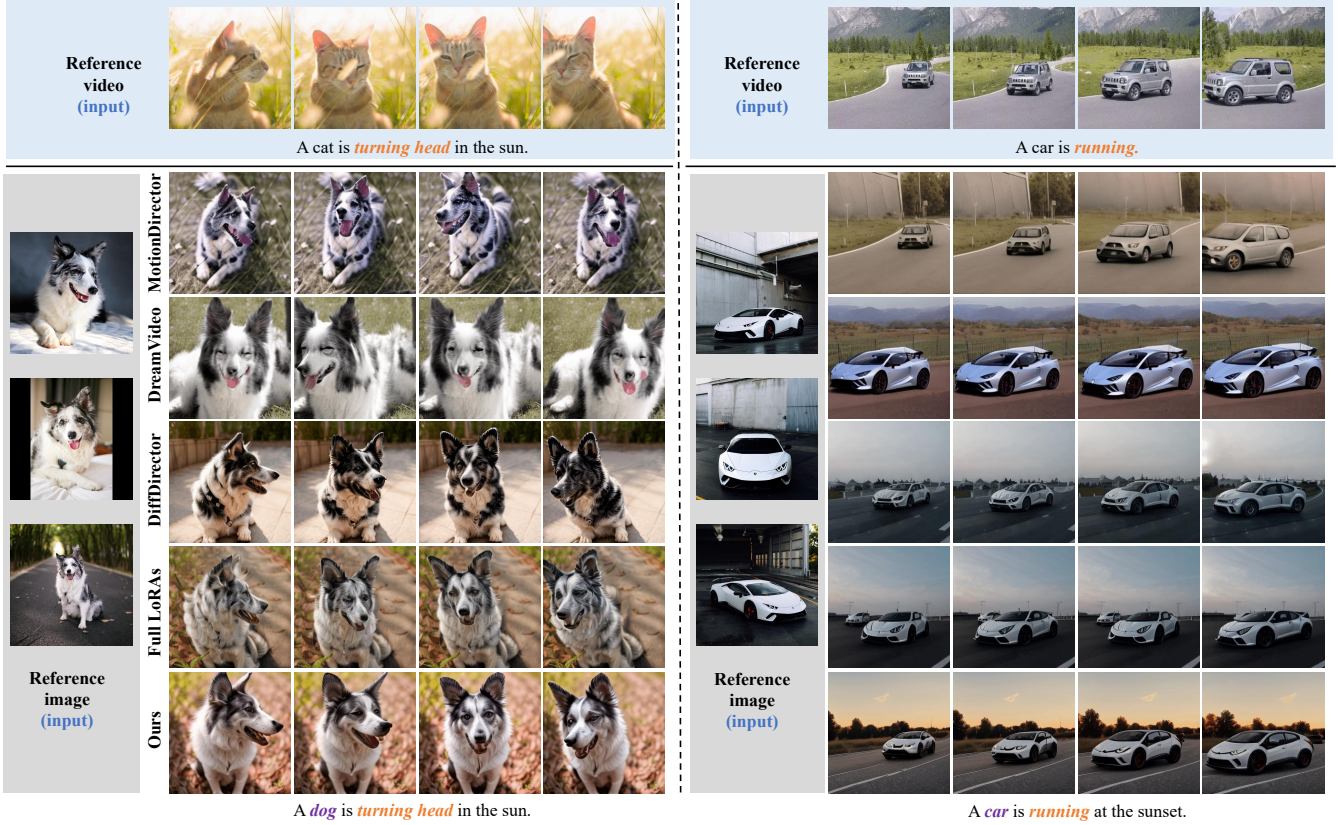 Reference
video
(input)
A cat is turning head in the sun.
Reference
video
(input)
A car is running.
MotionDirector
DreamVideo
DiffDirector
Full LoRAs
Ours
Reference
image
(input)
A dog is turning head in the sun.
Reference
image
(input)
A car is running at the sunset.